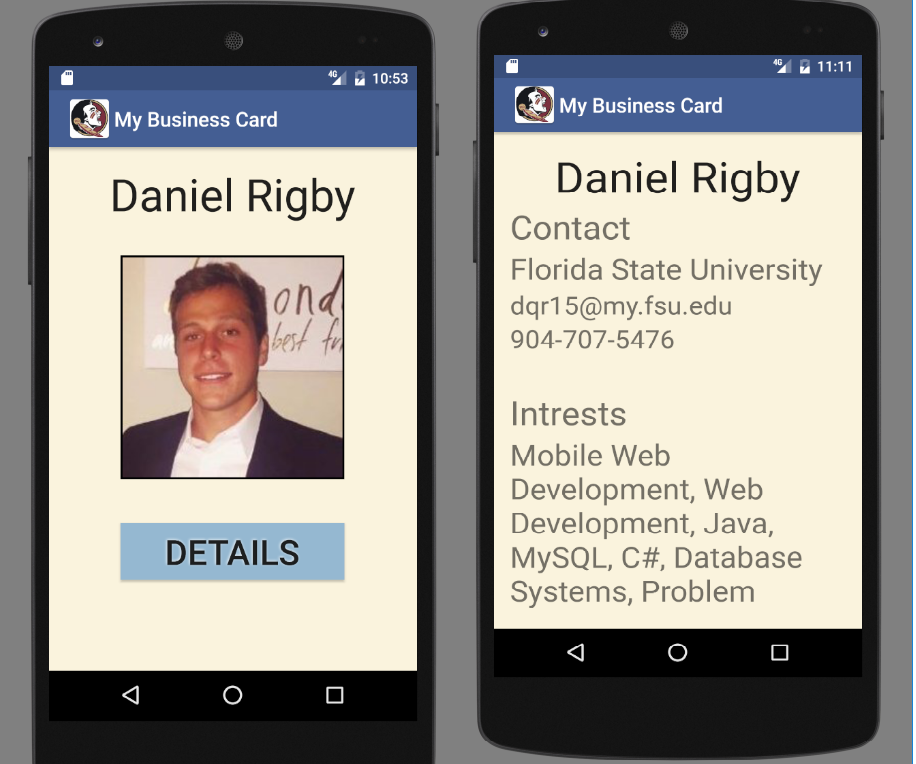 4G 10:53
My Business Card
Daniel Rigby
ond
best fr
DETAILS
4G 11:11
My Business Card
Daniel Rigby
Contact
Florida State University
dqr15@my.fsu.edu
904-707-5476
Intrests
Mobile Web
Development, Web
Development, Java,
MySQL, C#, Database
Systems, Problem